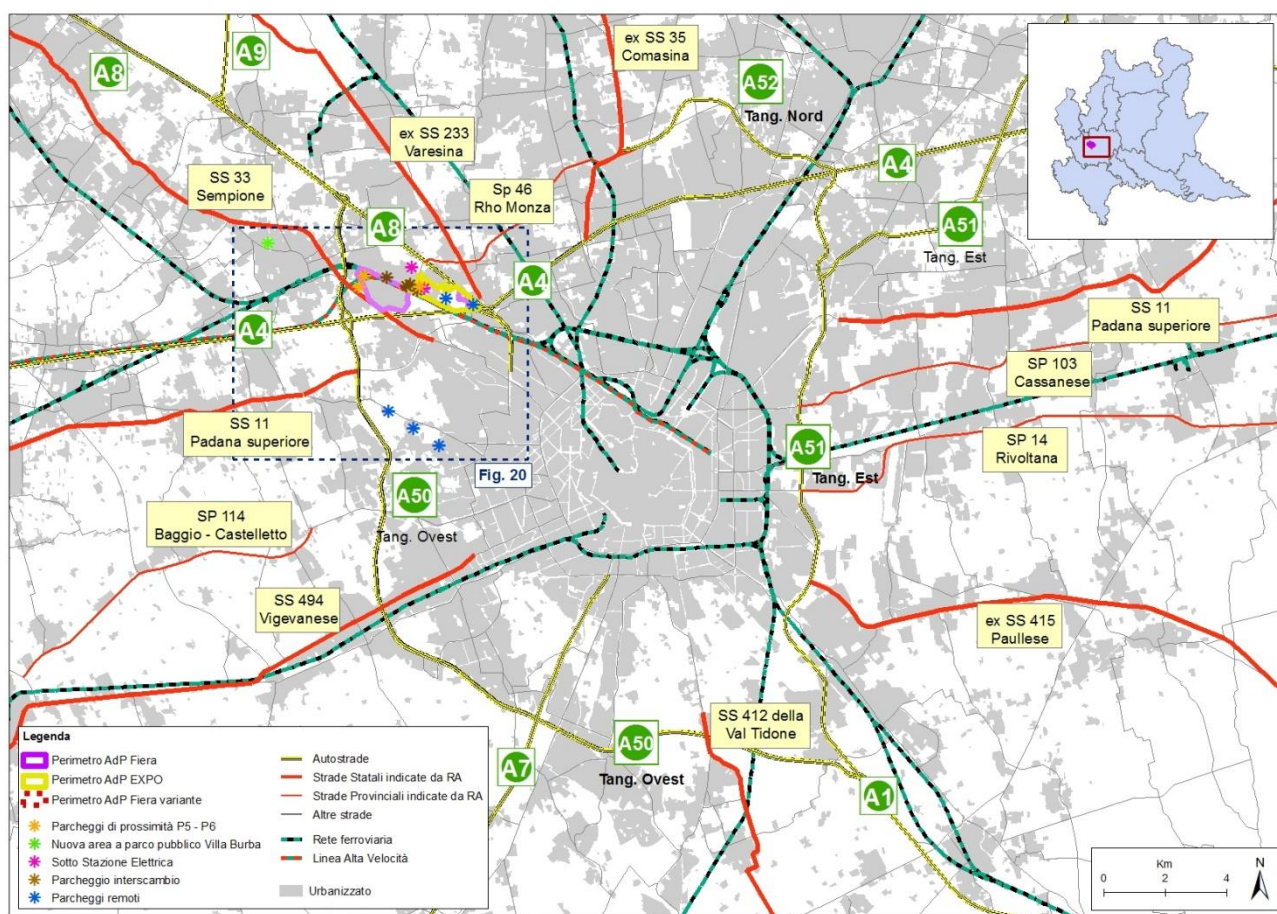 A8
A9
ex SS 35
Comasina
A52
Tang. Nord
ex SS 233
Varesina
A4
SS 33
Sempione
Sp 46
Rho Monza
A8
A51
Tang. Est
A4
A4
SS 11
Padana superiore
SP 103
Cassanese
SS 11
Padana superiore
SP 14
Rivoltana
A51
Tang. Est
Fig. 20
A50
Tang. Ovest
SP 114
Baggio - Castelletto
SS 494
Vigevanese
ex SS 415
Paullese
SS 412 della
Val Tidone
A50
Tang. Ovest
A7
A1
Legenda
Perimetro AdP Fiera
Perimetro AdP EXPO
Perimetro AdP Fiera variante
Parcheggi di prossimità P5 - P6
Nuova area a parco pubblico Villa Burba
Sotto Stazione Elettrica
Parcheggio interscambio
Parcheggi remoti
Autostrade
Strade Statali indicate da RA
Strade Provinciali indicate da RA
Altre strade
Rete ferroviaria
Linea Alta Velocità
Urbanizzato
Km
0 2 4
N